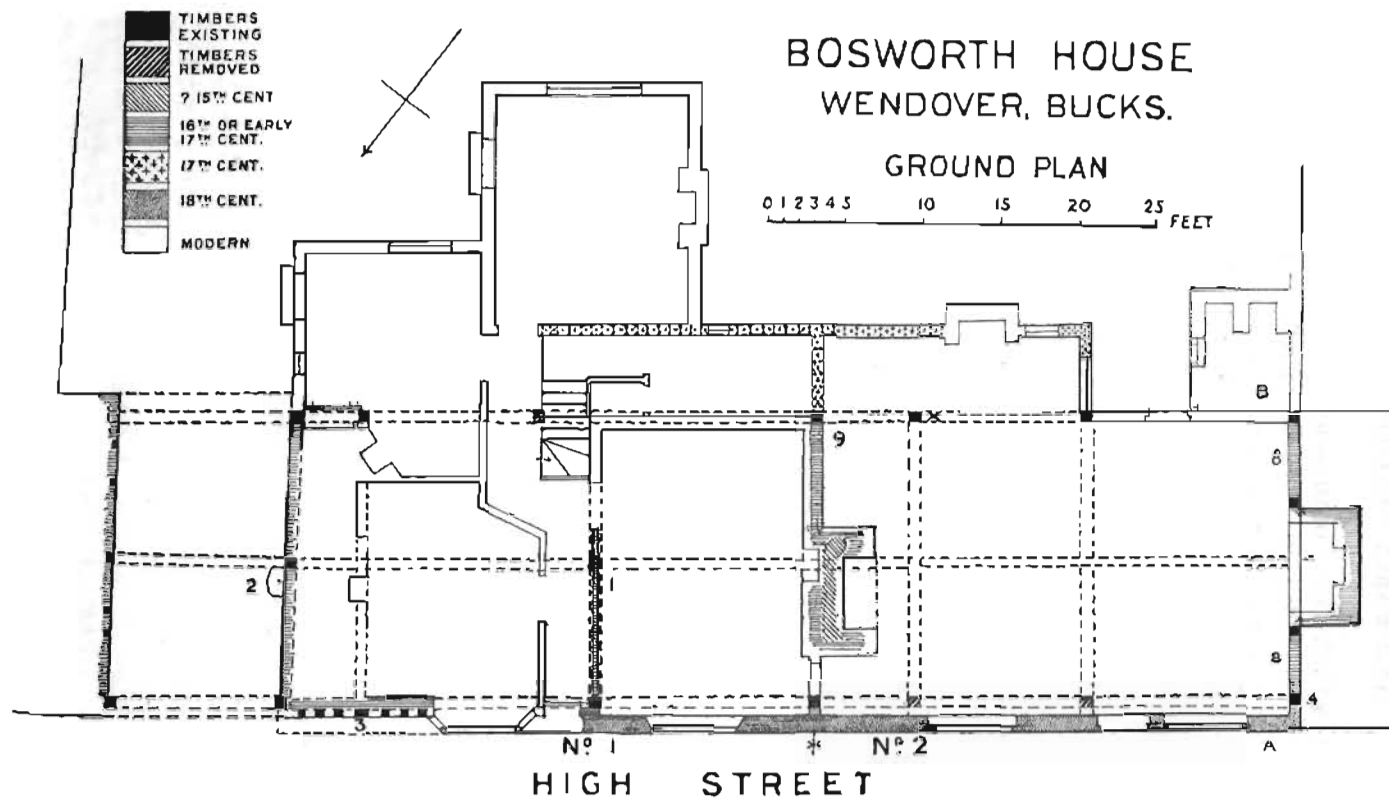 TIMBERS
EXISTING
TIMBERS
REMOVED
? 15TH CENT
16TH OR EARLY
17TH CENT.
17TH CENT.
18TH CENT.
MODERN
BOSWORTH HOUSE
WENDOVER, BUCKS.
GROUND PLAN
0 1 2 3 4 5 10 15 20 25 FEET
B
9
X
8
2
1
8
4
3
No 1
*
No 2
A
HIGH STREET